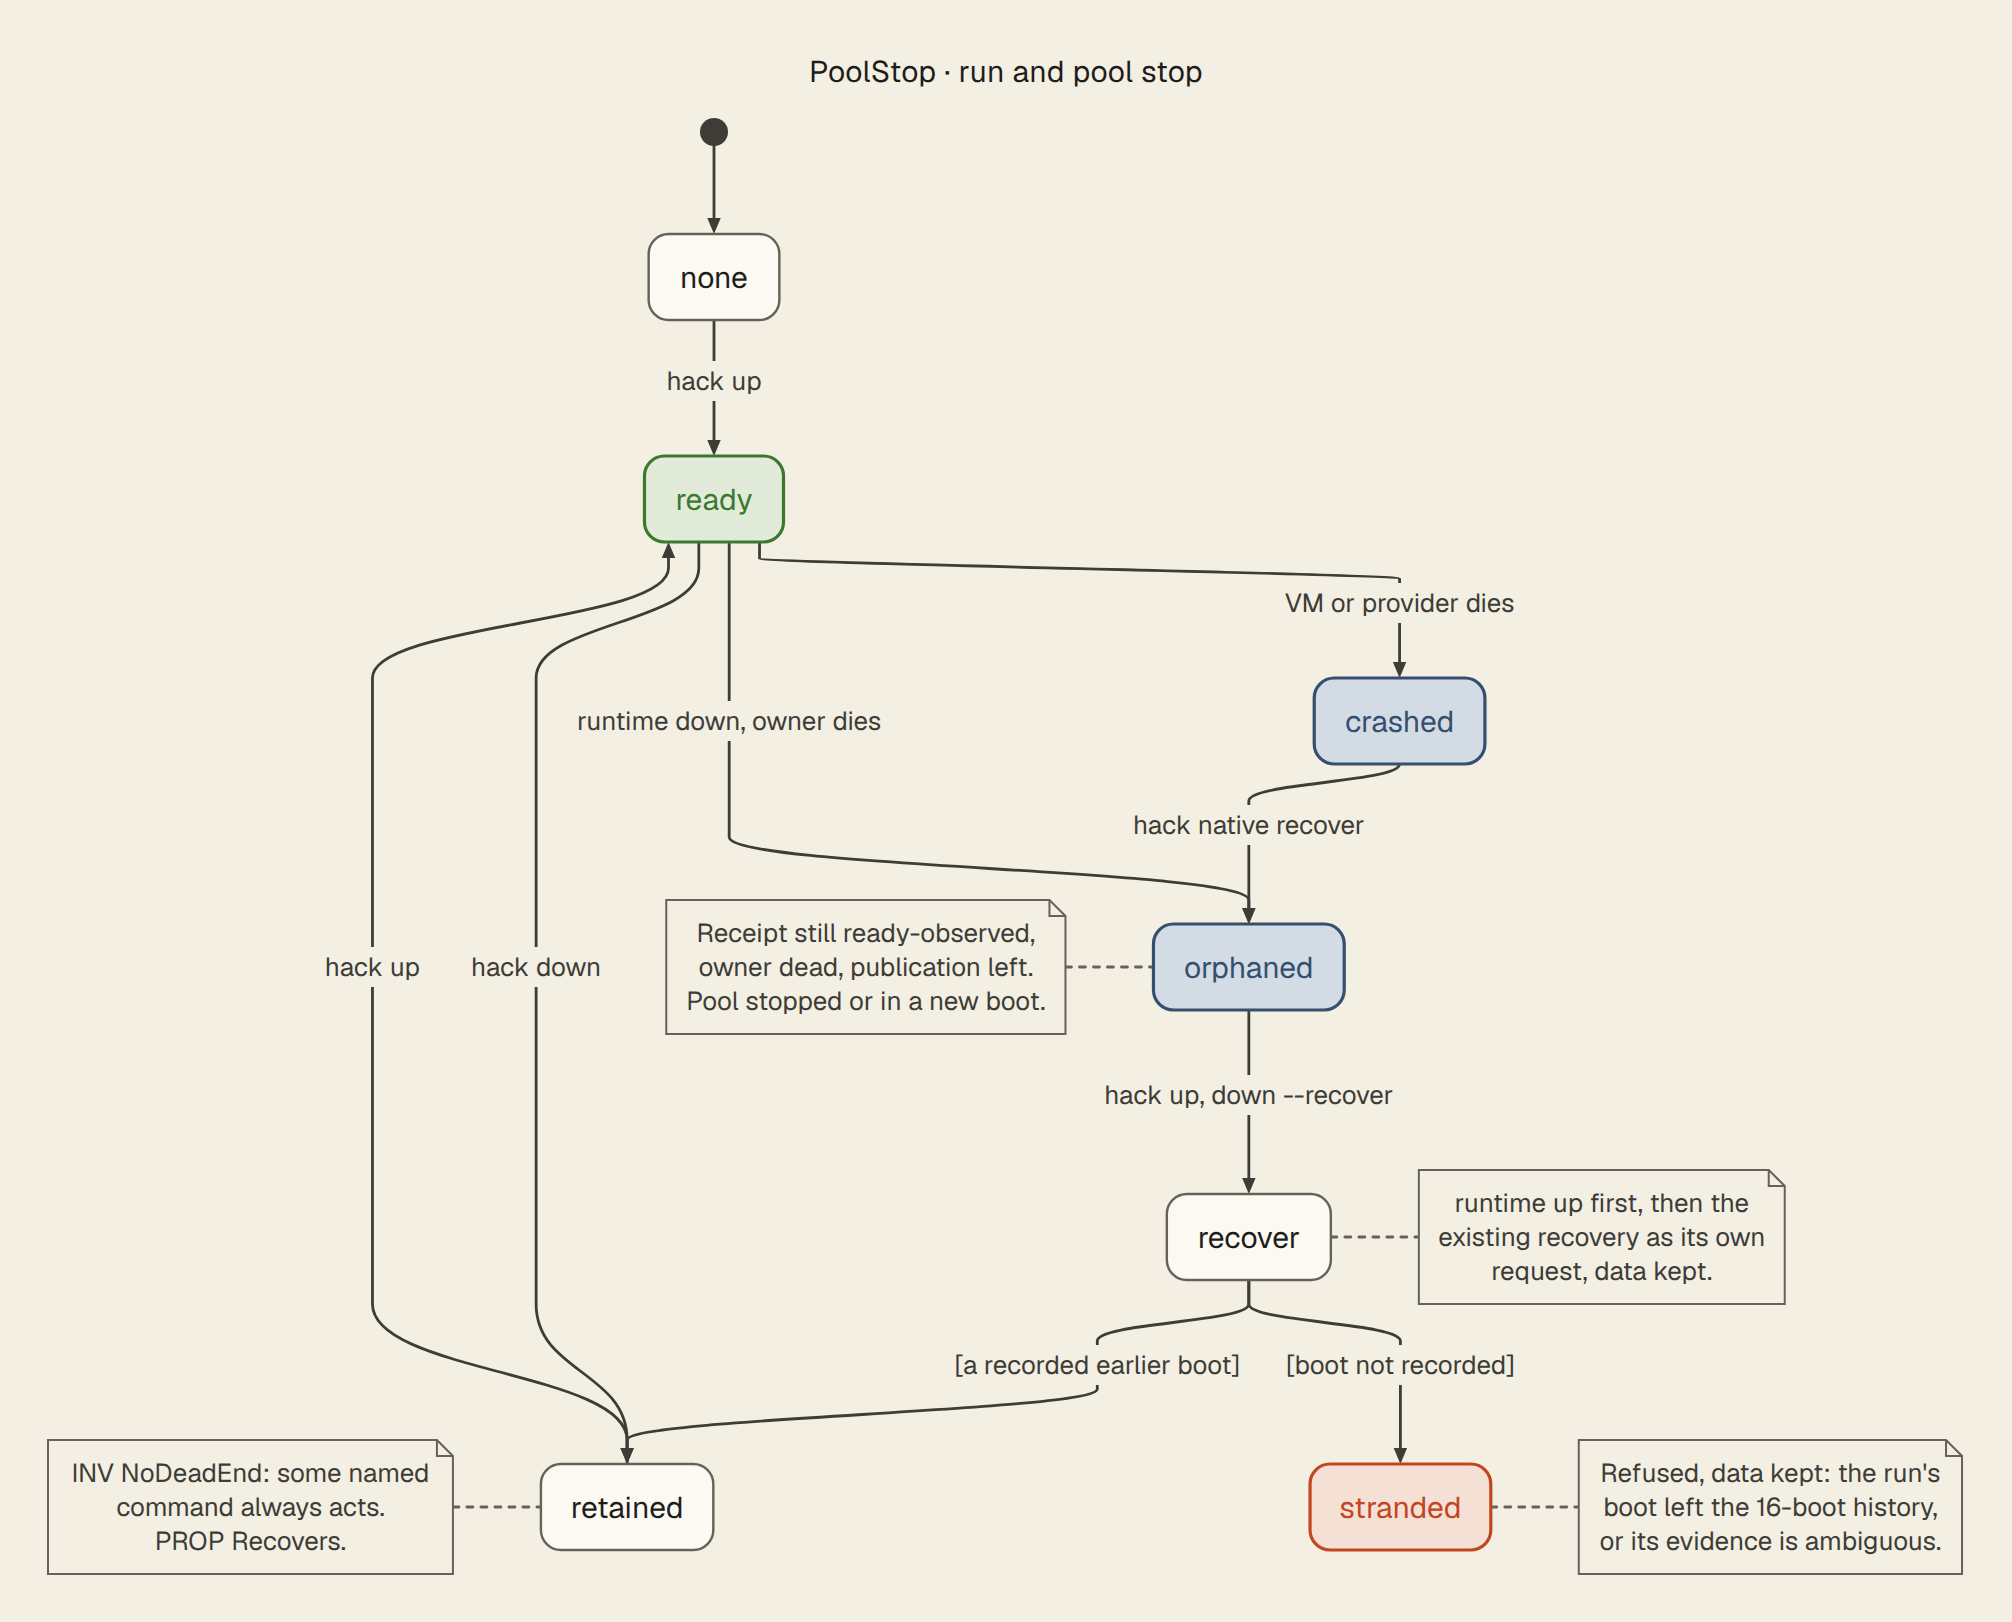 PoolStop · run and pool stop
none
hack up
ready
VM or provider dies
runtime down, owner dies
crashed
hack native recover
Receipt still ready-observed,
owner dead, publication left.
Pool stopped or in a new boot.
hack up
hack down
orphaned
hack up, down --recover
recover
runtime up first, then the
existing recovery as its own
request, data kept.
[a recorded earlier boot]
[boot not recorded]
INV NoDeadEnd: some named
command always acts.
PROP Recovers.
retained
stranded
Refused, data kept: the run's
boot left the 16-boot history,
or its evidence is ambiguous.